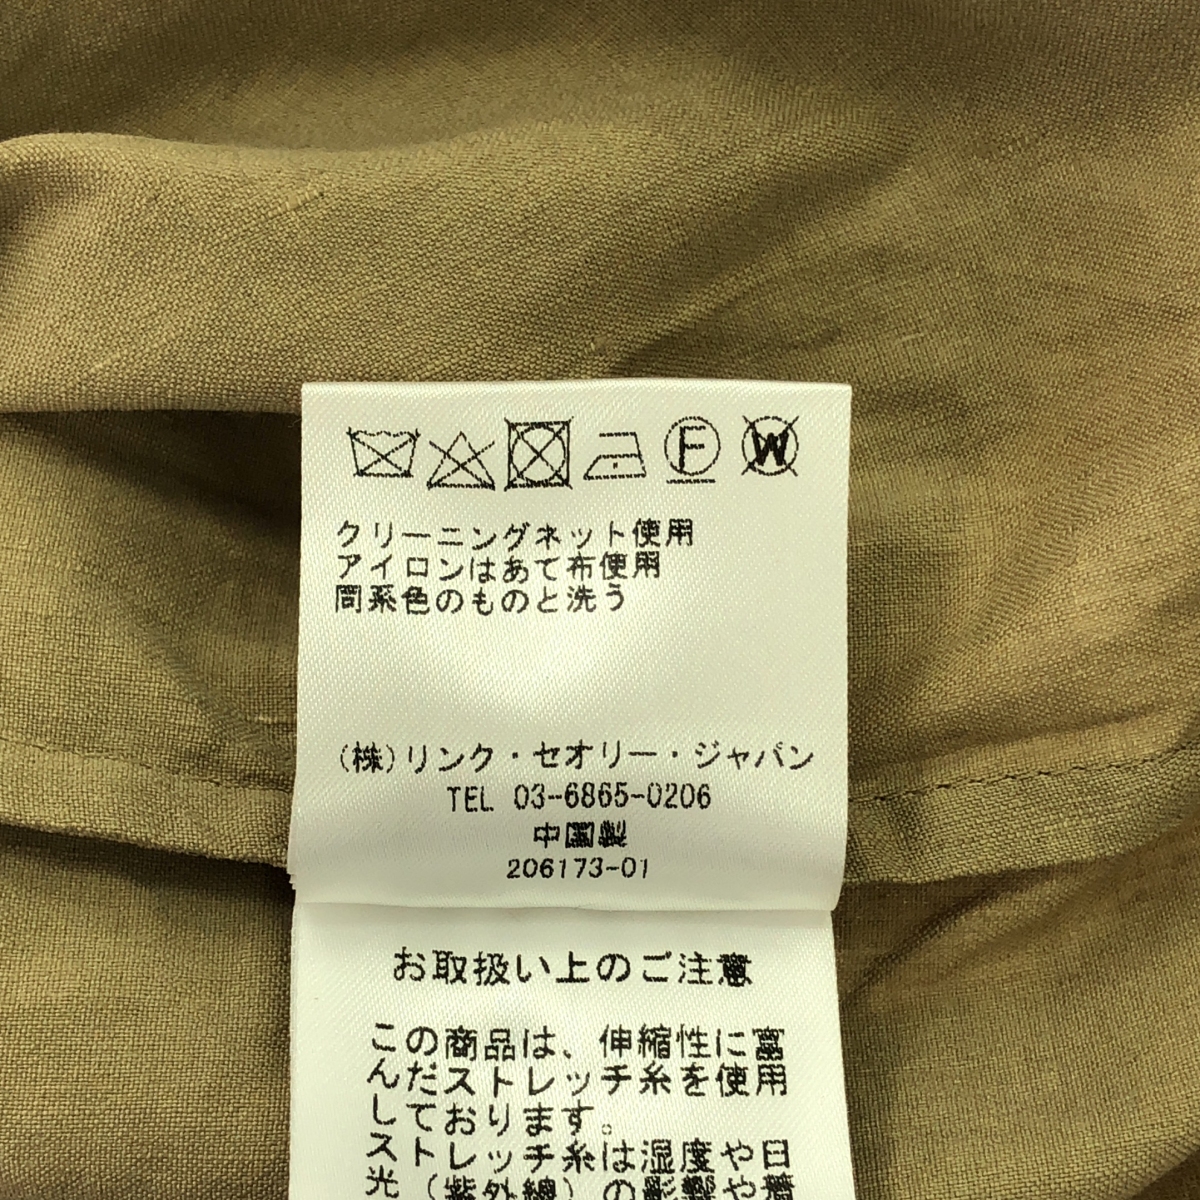 F W
クリーニングネット使用
アイロンはあて布使用
同系色のものと洗う
(株)リンク・セオリー・ジャパン
TEL 03-6865-0206
中国製
206173-01
お取扱い上のご注意
この商品は、伸縮性に富
んだストレッチ糸を使用
しております。
ストレッチ糸は湿度や日
光(紫外線)の影響や